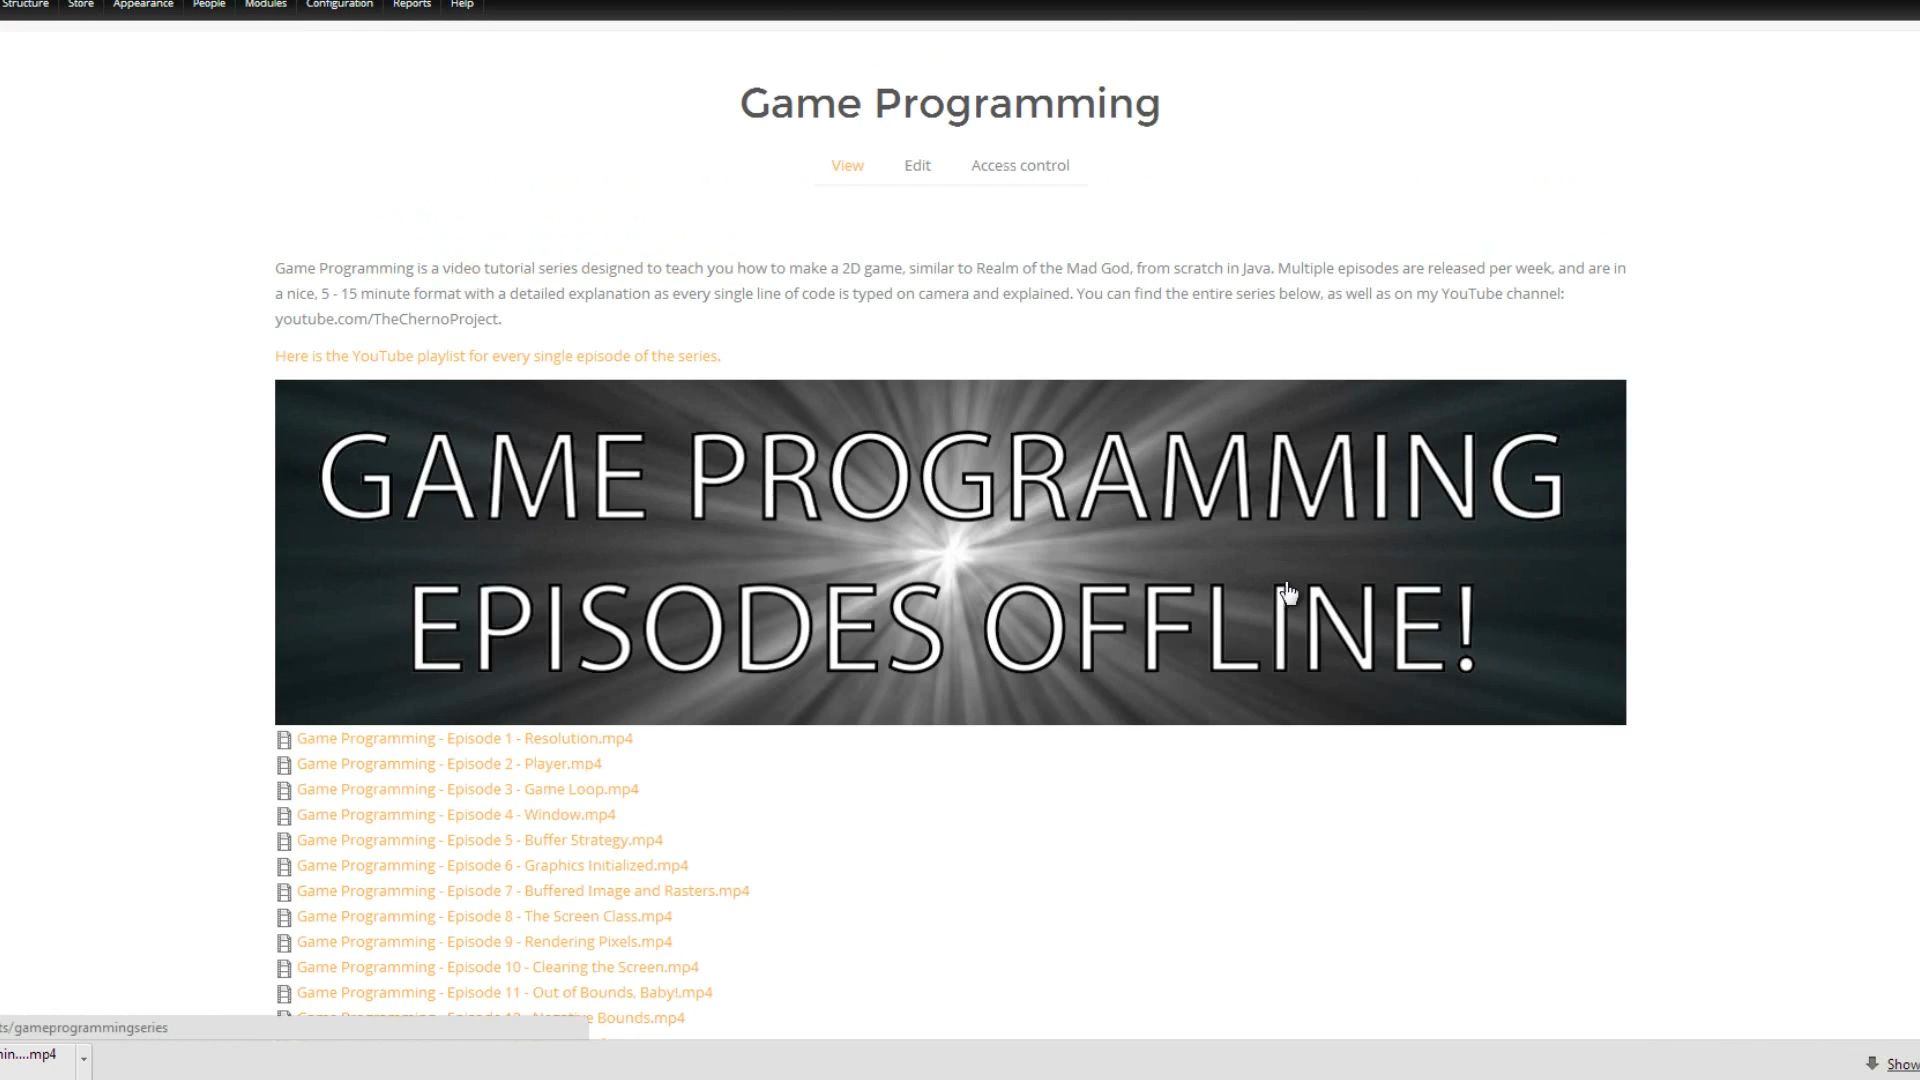 Structure Store Appearance People Modules Configuration Reports Help
Game Programming
View Edit Access control
Game Programming is a video tutorial series designed to teach you how to make a 2D game, similar to Realm of the Mad God, from scratch in Java. Multiple episodes are released per week, and are in
a nice, 5 - 15 minute format with a detailed explanation as every single line of code is typed on camera and explained. You can find the entire series below, as well as on my YouTube channel:
youtube.com/TheChernoProject.
Here is the YouTube playlist for every single episode of the series.
GAME PROGRAMMING
EPISODES OFFLINE!
Game Programming - Episode 1 - Resolution.mp4
Game Programming - Episode 2 - Player.mp4
Game Programming - Episode 3 - Game Loop.mp4
Game Programming - Episode 4 - Window.mp4
Game Programming - Episode 5 - Buffer Strategy.mp4
Game Programming - Episode 6 - Graphics Initialized.mp4
Game Programming - Episode 7 - Buffered Image and Rasters.mp4
Game Programming - Episode 8 - The Screen Class.mp4
Game Programming - Episode 9 - Rendering Pixels.mp4
Game Programming - Episode 10 - Clearing the Screen.mp4
Game Programming - Episode 11 - Out of Bounds, Baby!.mp4
Game Programming - Episode 12 - Negative Bounds.mp4
ts/gameprogrammingseries
nin....mp4
Show